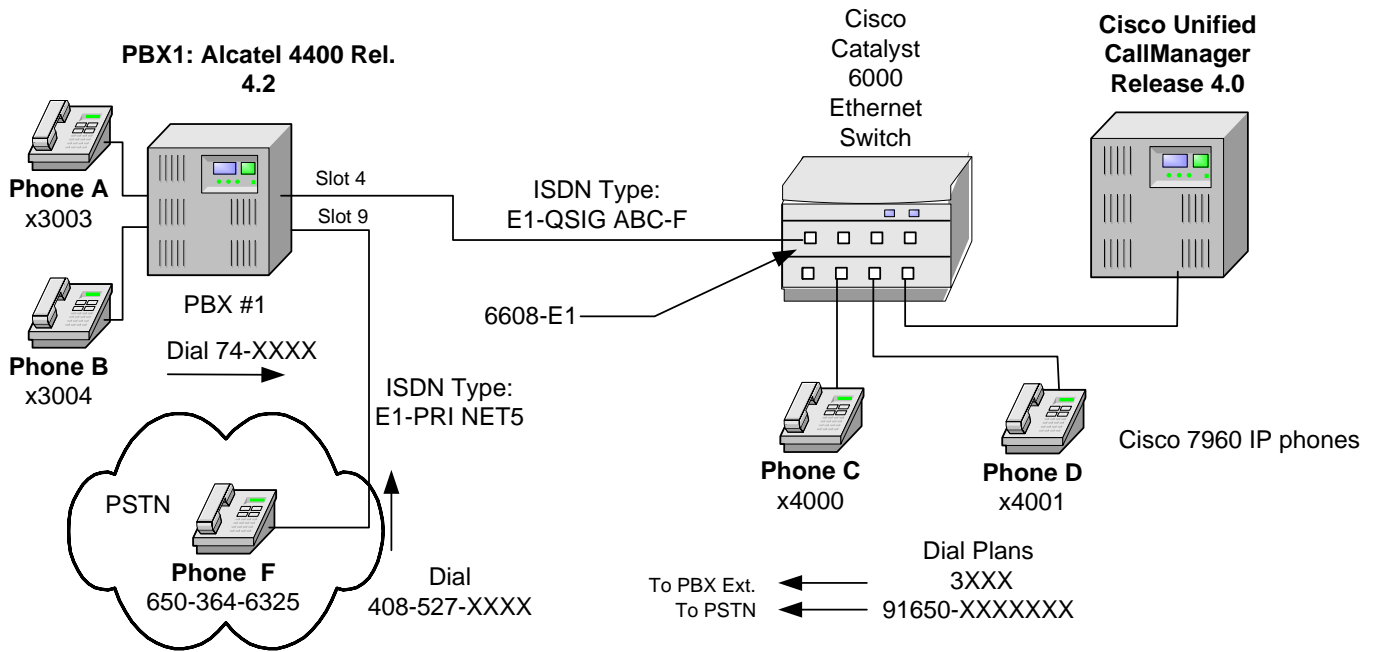 PBX1: Alcatel 4400 Rel.
4.2
Cisco
Catalyst
6000
Ethernet
Switch
Cisco Unified
CallManager
Release 4.0
Phone A
x3003
Slot 4
Slot 9
ISDN Type:
E1-QSIG ABC-F
PBX #1
6608-E1
Phone B
x3004
Dial 74-XXXX
ISDN Type:
E1-PRI NET5
Phone C
x4000
Phone D
x4001
Cisco 7960 IP phones
PSTN
Phone F
650-364-6325
Dial
408-527-XXXX
Dial Plans
To PBX Ext.
3XXX
To PSTN
91650-XXXXXXX